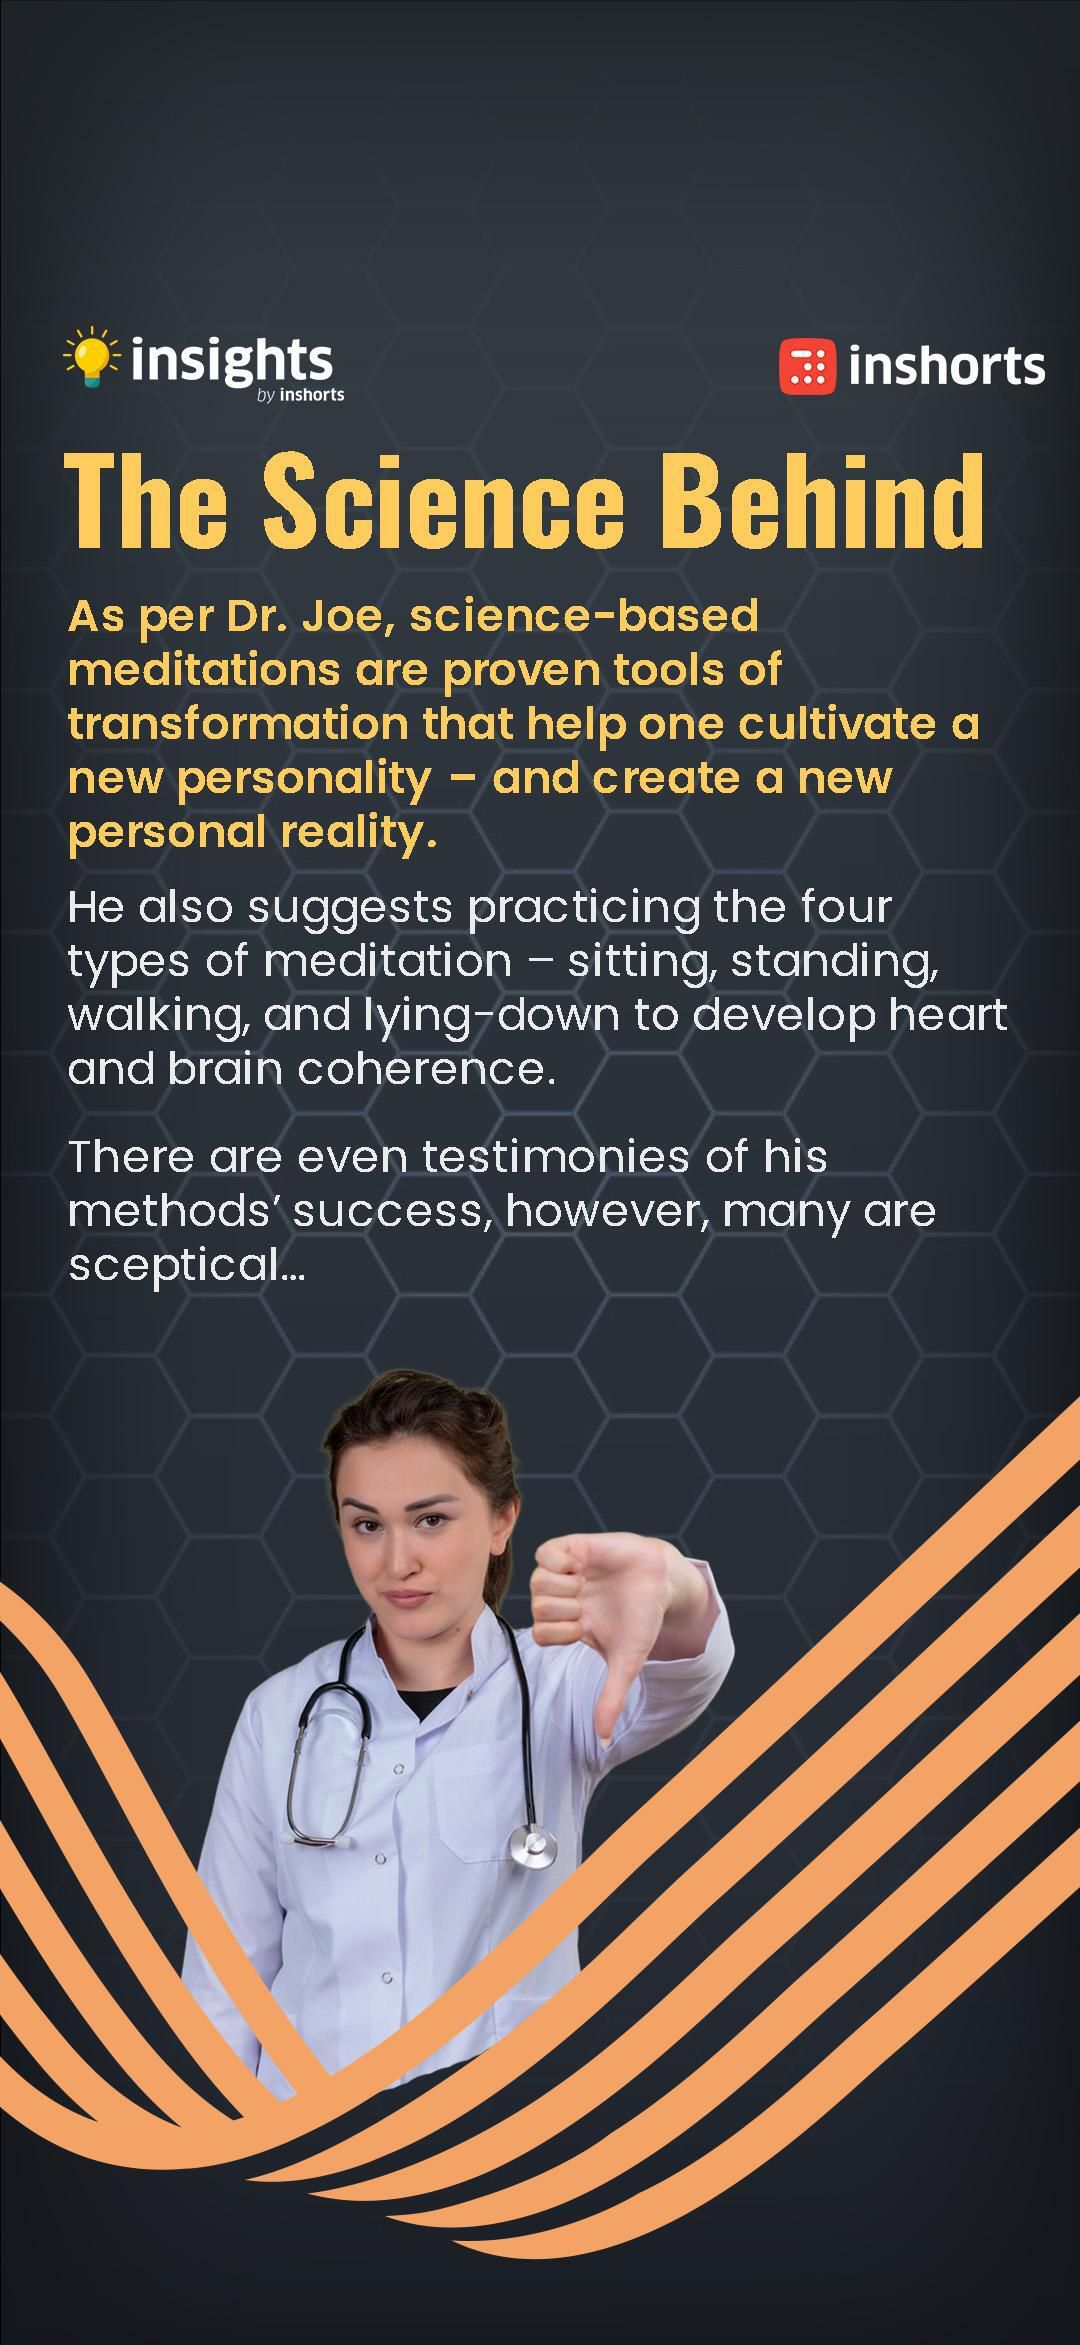 insights
by inshorts
inshorts
The Science Behind
As per Dr. Joe, science-based
meditations are proven tools of
transformation that help one cultivate a
new personality – and create a new
personal reality.
He also suggests practicing the four
types of meditation – sitting, standing,
walking, and lying-down to develop heart
and brain coherence.
There are even testimonies of his
methods’ success, however, many are
sceptical...